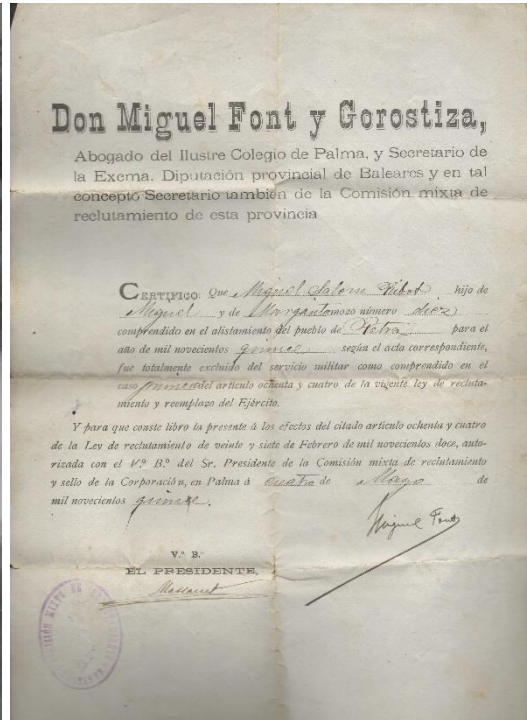 Don Miguel Font y Gorostiza,
Abogado del Ilustre Colegio de Palma, y Secretario de
la Excma. Diputación provincial de Baleares y en tal
concepto Secretario también de la Comisión mixta de
reclutamiento de esta provincia
CERTIFICO: Que Miguel Salom Ribot hijo de
Miguel y de Margarita mozo número diez
comprendido en el alistamiento del pueblo de Petra para el
año de mil novecientos quince según el acta correspondiente,
fue totalmente excluido del servicio militar como comprendido en el
caso primero del artículo ochenta y cuatro de la vigente ley de recluta-
miento y reemplazo del Ejército.
Y para que conste libro la presente á los efectos del citado artículo ochenta y cuatro
de la Ley de reclutamiento de veinte y siete de Febrero de mil novecientos doce, auto-
rizada con el V.º B.º del Sr. Presidente de la Comisión mixta de reclutamiento
y sello de la Corporación, en Palma á cuatro de Mayo de
mil novecientos quince.
Miguel Font
V.º B.º
EL PRESIDENTE,
Massanet
COMISIÓN MIXTA DE